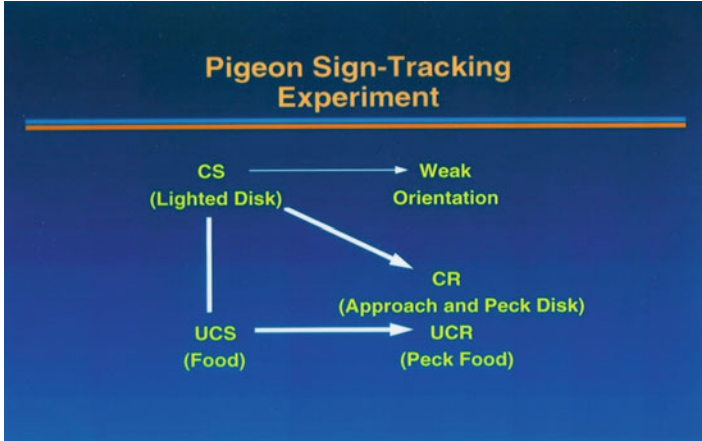 Pigeon Sign-Tracking
Experiment
CS
Weak
(Lighted Disk)
Orientation
CR
(Approach and Peck Disk)
UCS
UCR
(Food)
(Peck Food)